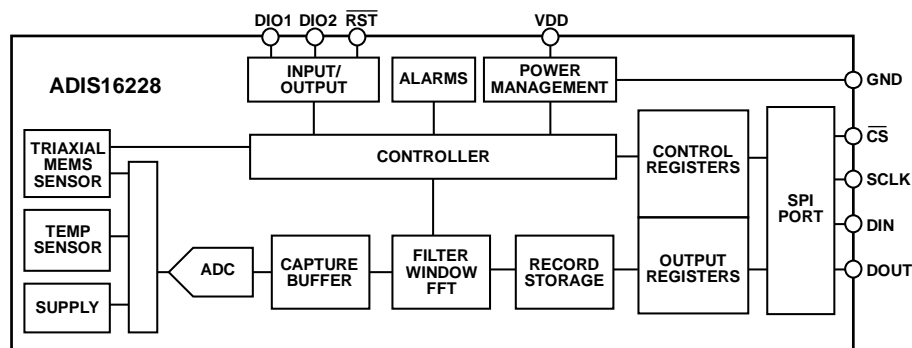 DIO1 DIO2 RST VDD
ADIS16228
INPUT/
OUTPUT
ALARMS
POWER
MANAGEMENT
GND
TRIAXIAL
MEMS
SENSOR
CONTROLLER
CONTROL
REGISTERS
SPI
PORT
CS
SCLK
DIN
DOUT
TEMP
SENSOR
SUPPLY
ADC
CAPTURE
BUFFER
FILTER
WINDOW
FFT
RECORD
STORAGE
OUTPUT
REGISTERS